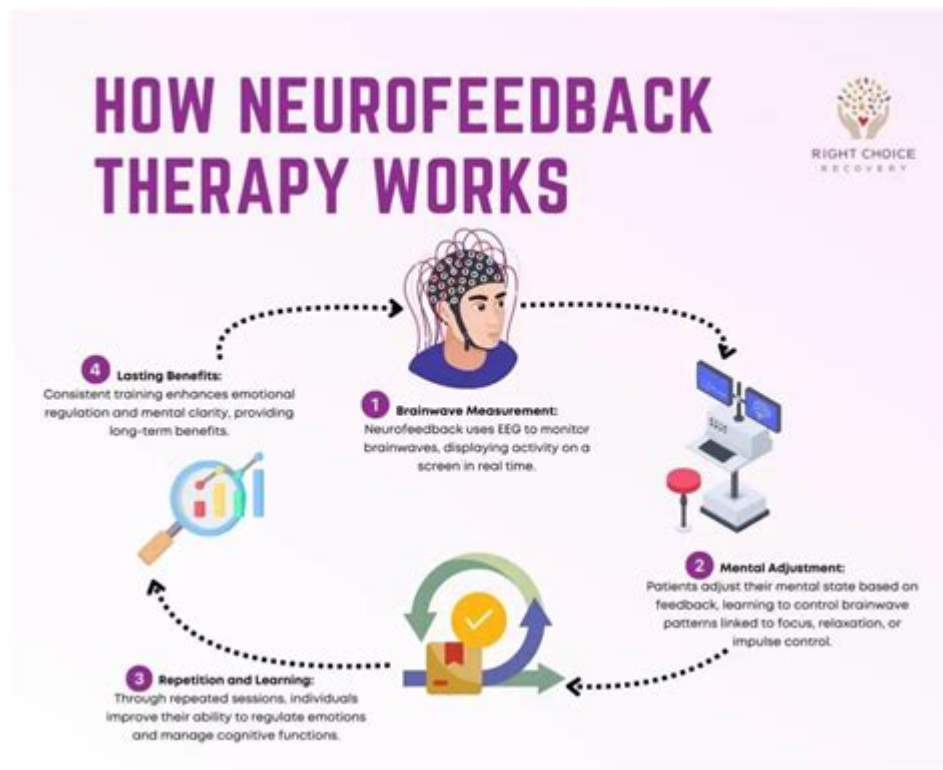 HOW NEUROFEEDBACK
THERAPY WORKS
RIGHT CHOICE
RECOVERY
1 Brainwave Measurement:
Neurofeedback uses EEG to monitor
brainwaves, displaying activity on a
screen in real time.
2 Mental Adjustment:
Patients adjust their mental state based on
feedback, learning to control brainwave
patterns linked to focus, relaxation, or
impulse control.
3 Repetition and Learning:
Through repeated sessions, individuals
improve their ability to regulate emotions
and manage cognitive functions.
4 Lasting Benefits:
Consistent training enhances emotional
regulation and mental clarity, providing
long-term benefits.